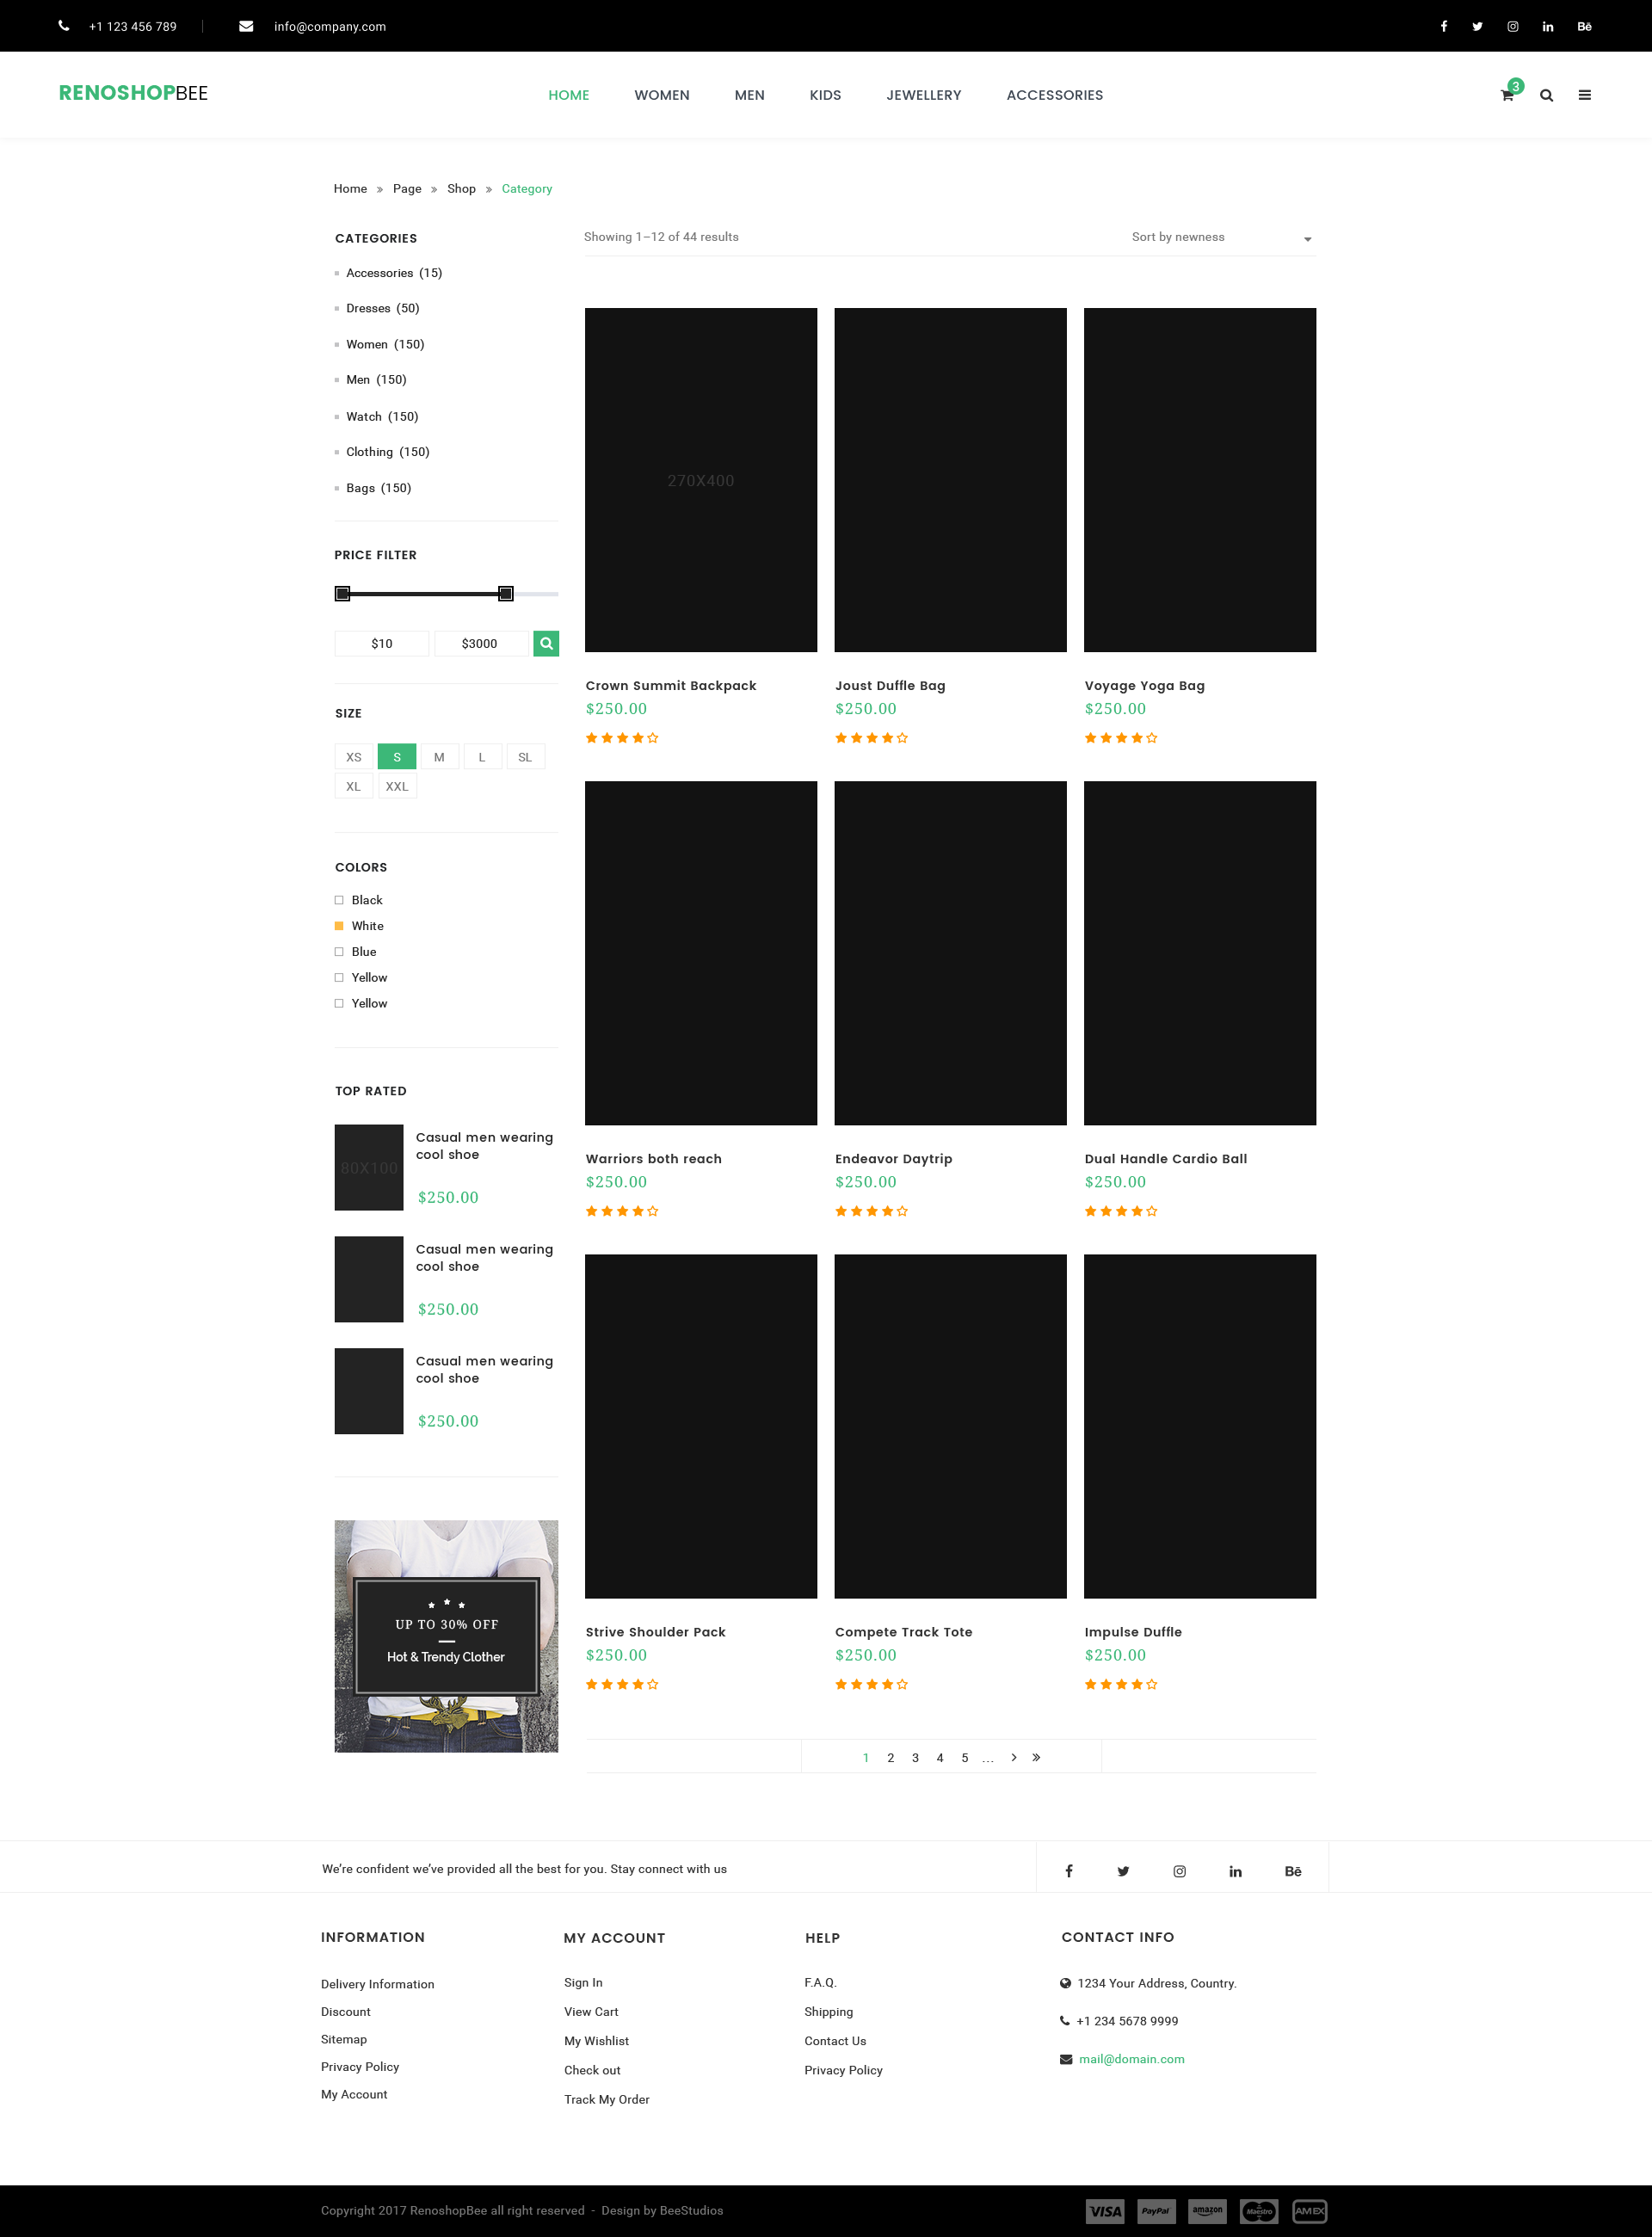 +1 123 456 789 info@company.com Bē
RENOSHOPBEE HOME WOMEN MEN KIDS JEWELLERY ACCESSORIES 3
Home » Page » Shop » Category
CATEGORIES
Accessories (15)
Dresses (50)
Women (150)
Men (150)
Watch (150)
Clothing (150)
Bags (150)
PRICE FILTER
$10 $3000
SIZE
XS S M L SL
XL XXL
COLORS
Black
White
Blue
Yellow
Yellow
TOP RATED
80X100
Casual men wearing
cool shoe
$250.00
Casual men wearing
cool shoe
$250.00
Casual men wearing
cool shoe
$250.00
UP TO 30% OFF
Hot & Trendy Clother
Showing 1–12 of 44 results Sort by newness
270X400
Crown Summit Backpack
$250.00
Joust Duffle Bag
$250.00
Voyage Yoga Bag
$250.00
Warriors both reach
$250.00
Endeavor Daytrip
$250.00
Dual Handle Cardio Ball
$250.00
Strive Shoulder Pack
$250.00
Compete Track Tote
$250.00
Impulse Duffle
$250.00
1 2 3 4 5 ... › »
We’re confident we’ve provided all the best for you. Stay connect with us Bē
INFORMATION
Delivery Information
Discount
Sitemap
Privacy Policy
My Account
MY ACCOUNT
Sign In
View Cart
My Wishlist
Check out
Track My Order
HELP
F.A.Q.
Shipping
Contact Us
Privacy Policy
CONTACT INFO
1234 Your Address, Country.
+1 234 5678 9999
mail@domain.com
Copyright 2017 RenoshopBee all right reserved - Design by BeeStudios VISA PayPal amazon Maestro AMEX